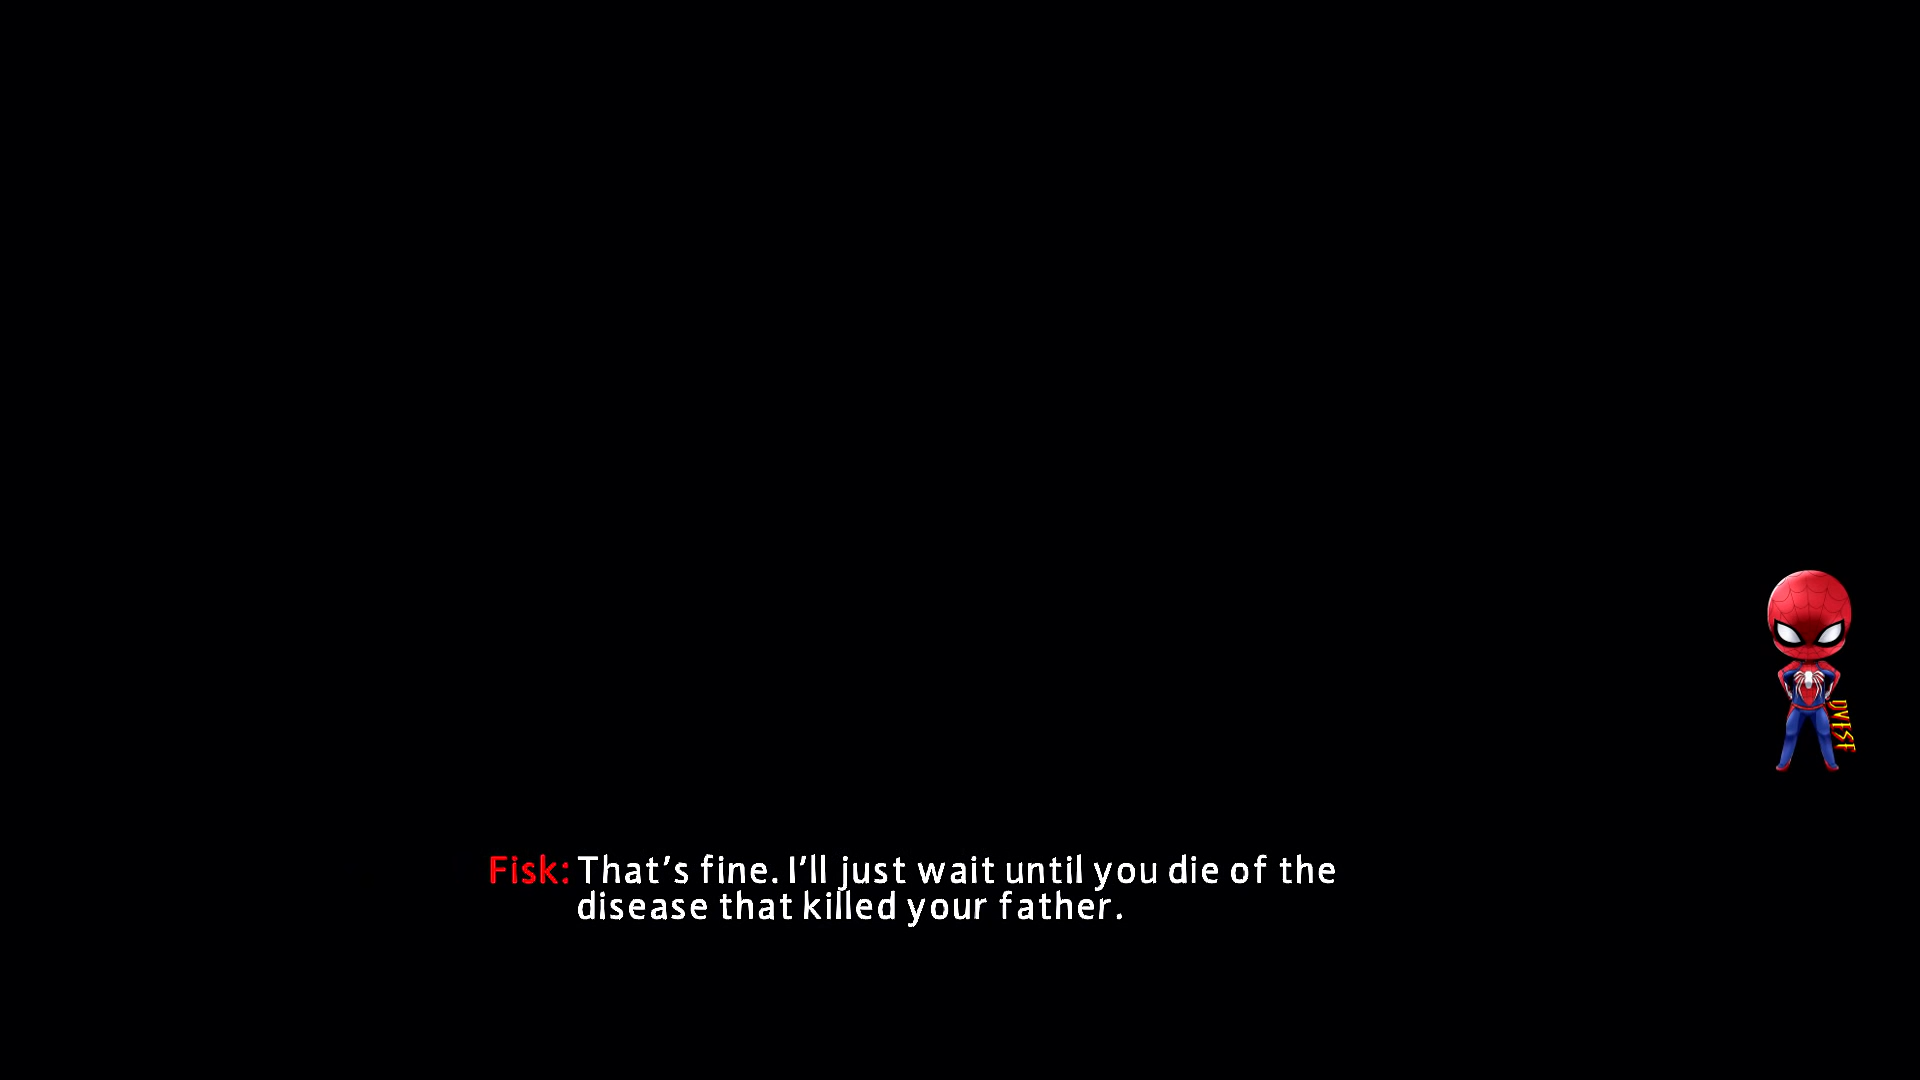 Fisk: That's fine. I'll just wait until you die of the
disease that killed your father.